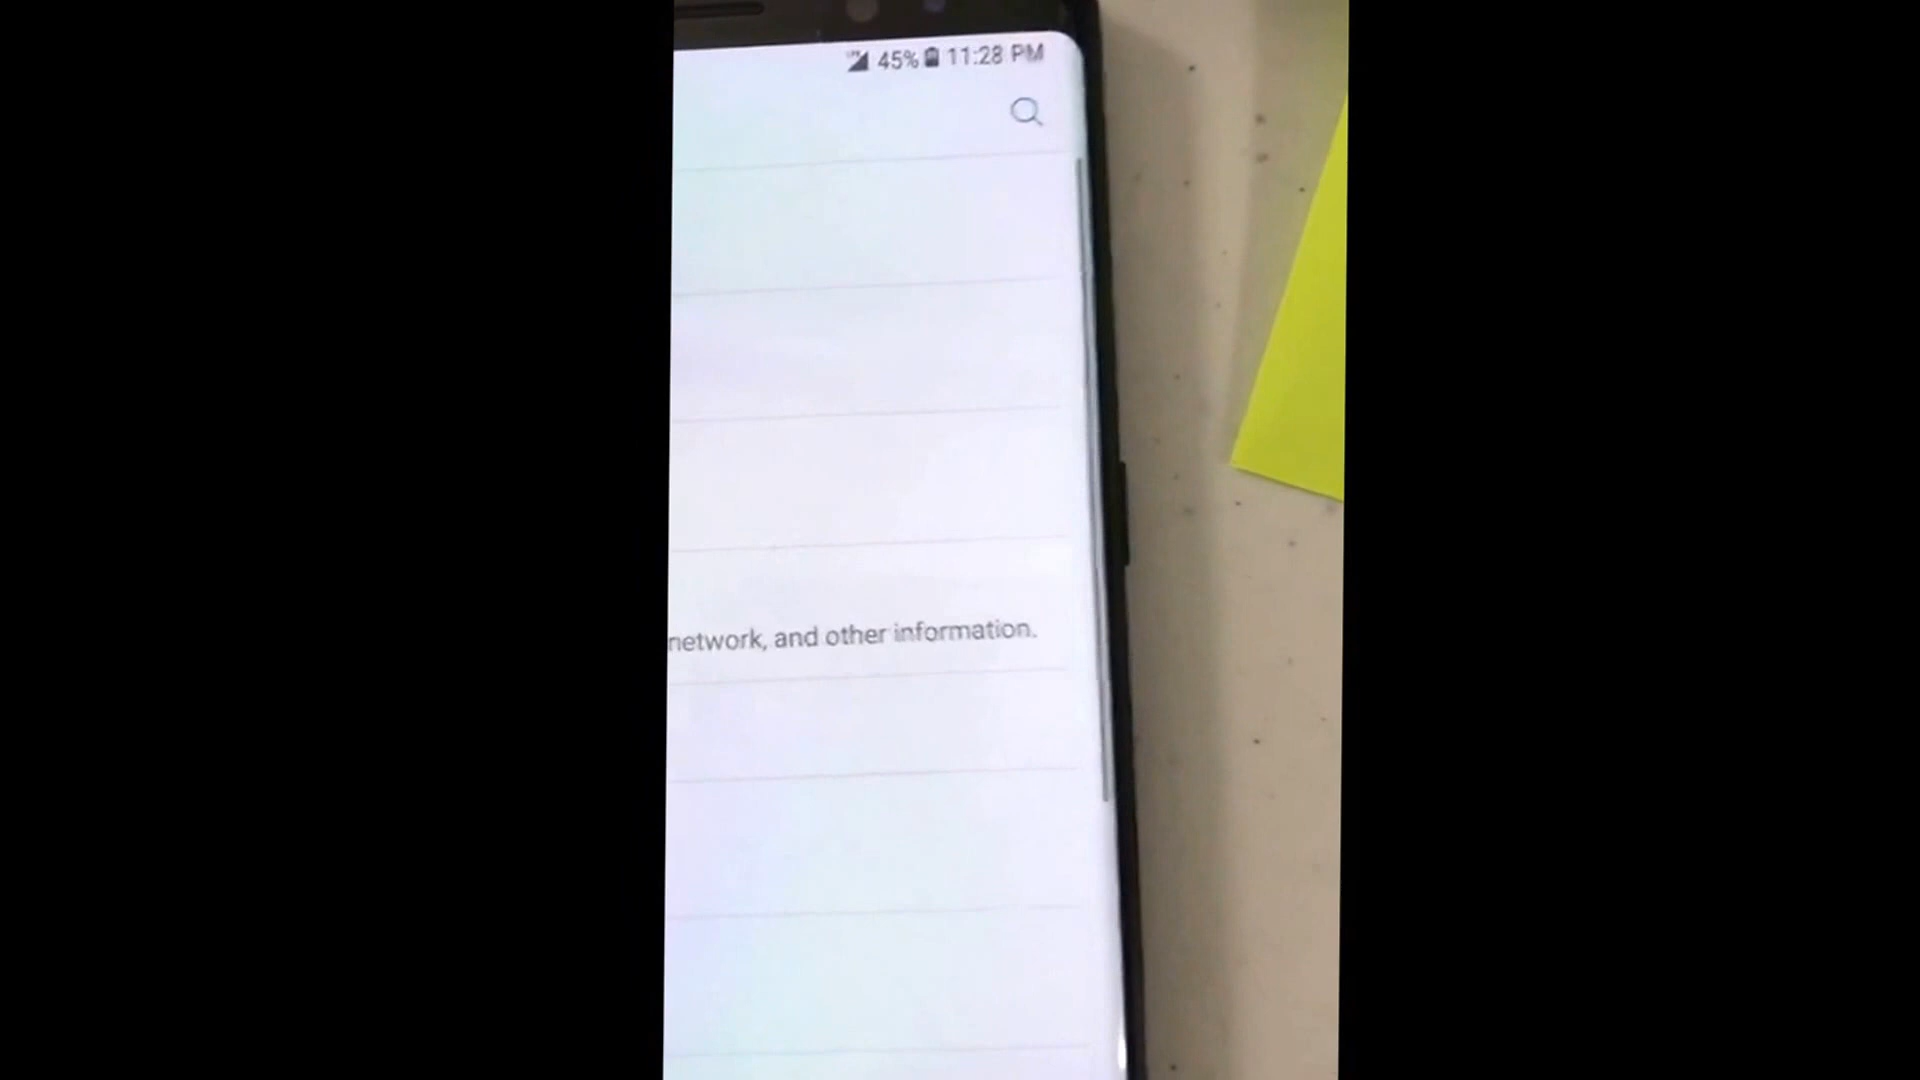 45% 11:28 PM
network, and other information.